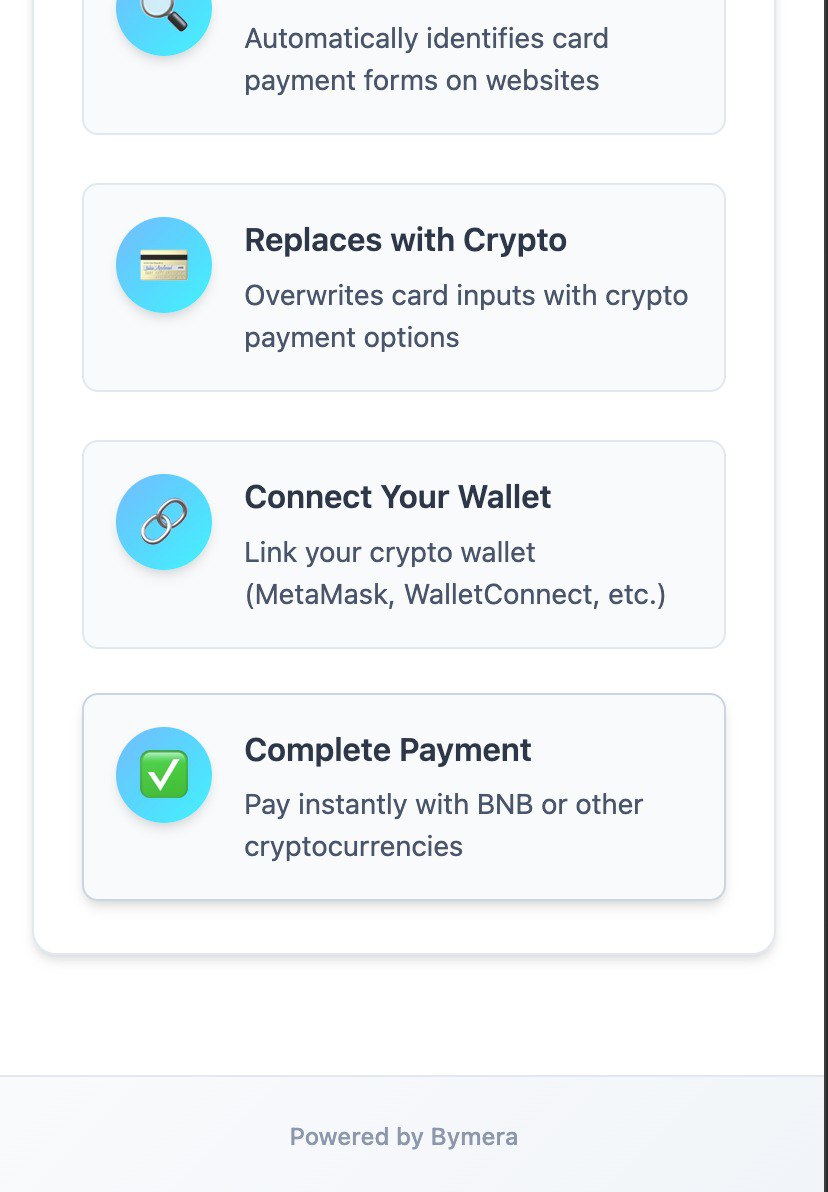 Automatically identifies card
payment forms on websites
Replaces with Crypto
Overwrites card inputs with crypto
payment options
Connect Your Wallet
Link your crypto wallet
(MetaMask, WalletConnect, etc.)
Complete Payment
Pay instantly with BNB or other
cryptocurrencies
Powered by Bymera